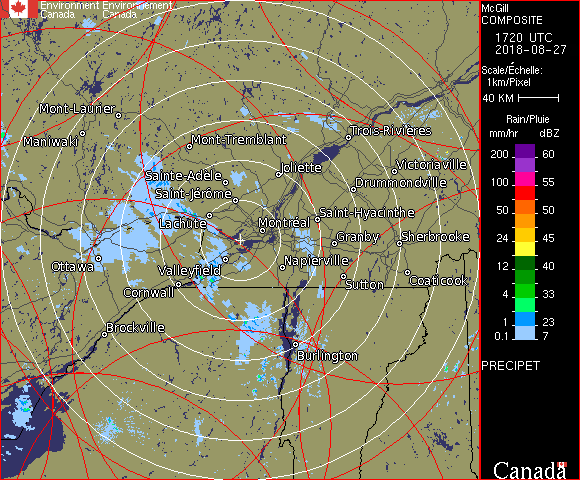 Environment Environnement
Canada Canada
McGill
COMPOSITE
1720 UTC
2018-08-27
Scale/Échelle:
1km/Pixel
40 KM
Rain/Pluie
mm/hr dBZ
200 60
100 55
50 50
24 45
12 40
4 33
1 23
0.1 7
PRECIPET
Canada
Mont-Laurier
Maniwaki
Mont-Tremblant
Trois-Rivières
Joliette
Victoriaville
Sainte-Adèle
Drummondville
Saint-Jérôme
Saint-Hyacinthe
Lachute
Montréal
Granby
Sherbrooke
Ottawa
Valleyfield
Napierville
Cornwall
Sutton
Coaticook
Brockville
Burlington